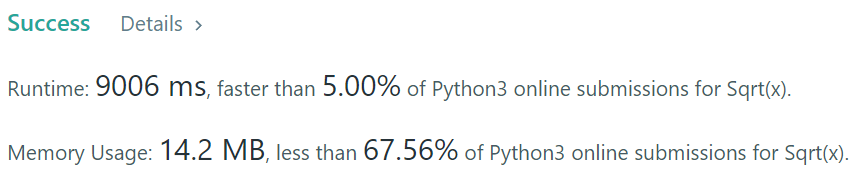 Success Details >
Runtime: 9006 ms, faster than 5.00% of Python3 online submissions for Sqrt(x).
Memory Usage: 14.2 MB, less than 67.56% of Python3 online submissions for Sqrt(x).